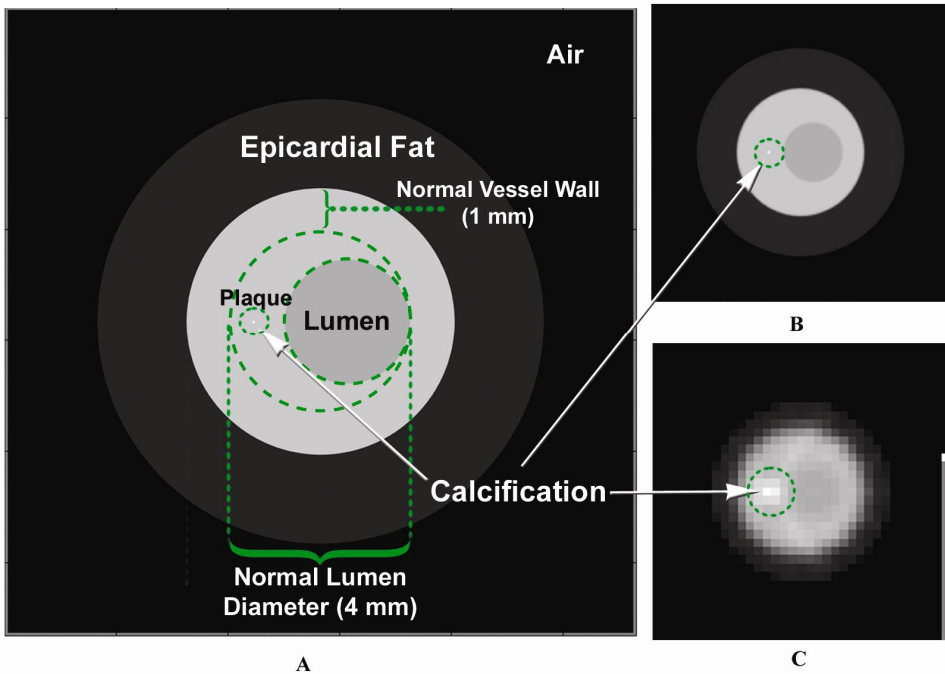 Air
Epicardial Fat
Normal Vessel Wall
(1 mm)
Plaque
Lumen
Calcification
Normal Lumen
Diameter (4 mm)
A
B
C